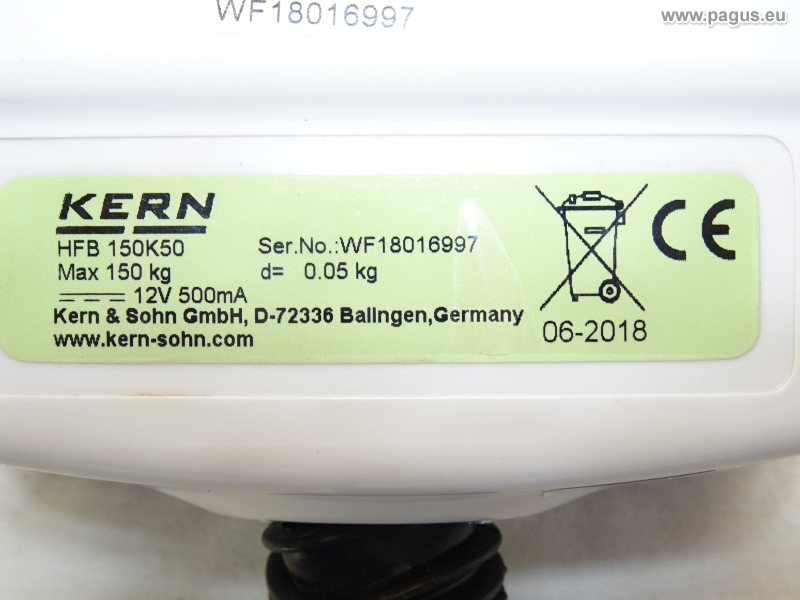 www.pagus.eu
WF18016997
KERN
HFB 150K50 Ser.No.:WF18016997
Max 150 kg d= 0.05 kg
12V 500mA
Kern & Sohn GmbH, D-72336 Balingen,Germany
www.kern-sohn.com
06-2018
CE